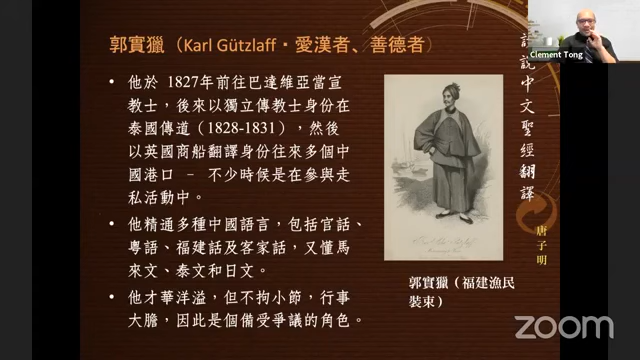 郭實獵（Karl Gützlaff・愛漢者、善德者）
• 他於 1827年前往巴達維亞當宣
教士，後來以獨立傳教士身份在
泰國傳道（1828-1831），然後
以英國商船翻譯身份往來多個中
國港口 – 不少時候是在參與走
私活動中。
• 他精通多種中國語言，包括官話、
粵語、福建話及客家話，又懂馬
來文、泰文和日文。
• 他才華洋溢，但不拘小節，行事
大膽，因此是個備受爭議的角色。
郭實獵（福建漁民
裝束）
Clement Tong
說中文聖經翻譯
唐子明
zoom